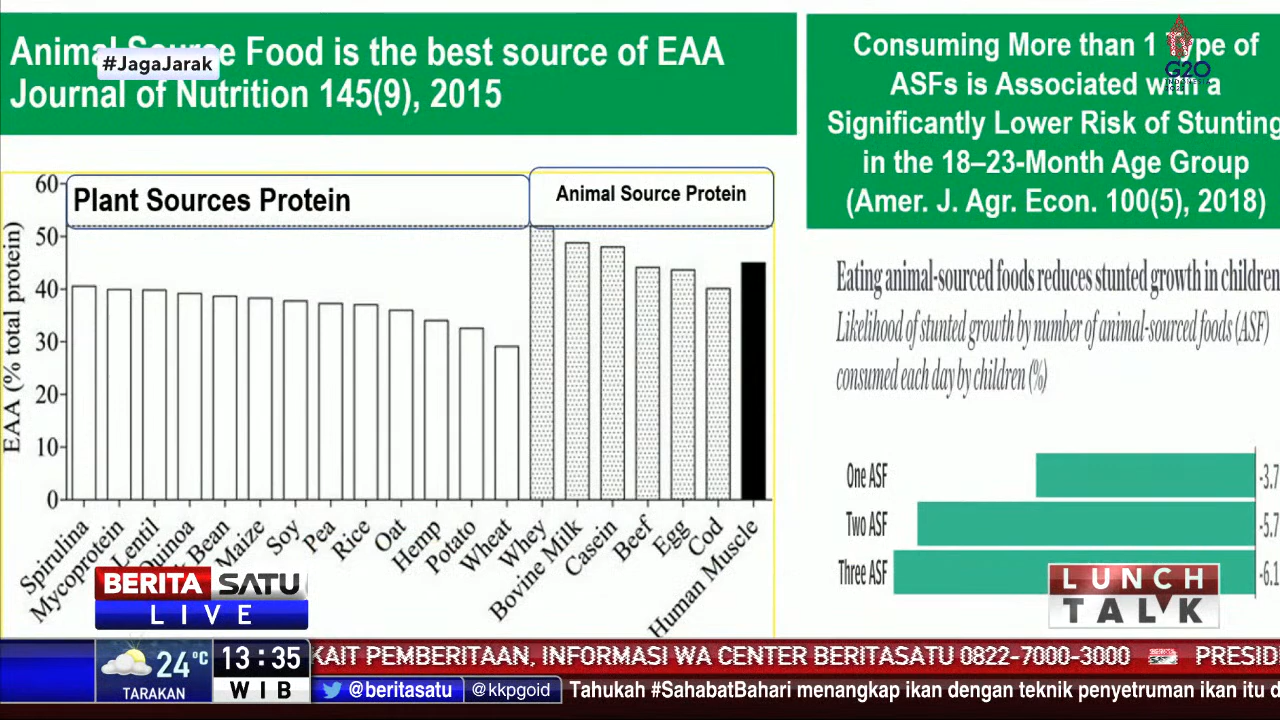 Animal Source Food is the best source of EAA
Journal of Nutrition 145(9), 2015
#JagaJarak
Consuming More than 1 Type of
ASFs is Associated with a
Significantly Lower Risk of Stunting
in the 18–23-Month Age Group
(Amer. J. Agr. Econ. 100(5), 2018)
G20
INDONESIA
Plant Sources Protein
Animal Source Protein
EAA (% total protein)
60
50
40
30
20
10
0
Spirulina
Mycoprotein
Lentil
Quinoa
Bean
Maize
Soy
Pea
Rice
Oat
Hemp
Potato
Wheat
Whey
Bovine Milk
Casein
Beef
Egg
Cod
Human Muscle
Eating animal-sourced foods reduces stunted growth in children
Likelihood of stunted growth by number of animal-sourced foods (ASF)
consumed each day by children (%)
One ASF -3.7
Two ASF -5.7
Three ASF -6.1
BERITA SATU
LIVE
LUNCH
TALK
24°C
TARAKAN
13:35
WIB
KAIT PEMBERITAAN, INFORMASI WA CENTER BERITASATU 0822-7000-3000 PRESID
@beritasatu @kkpgoid Tahukah #SahabatBahari menangkap ikan dengan teknik penyetruman ikan itu d